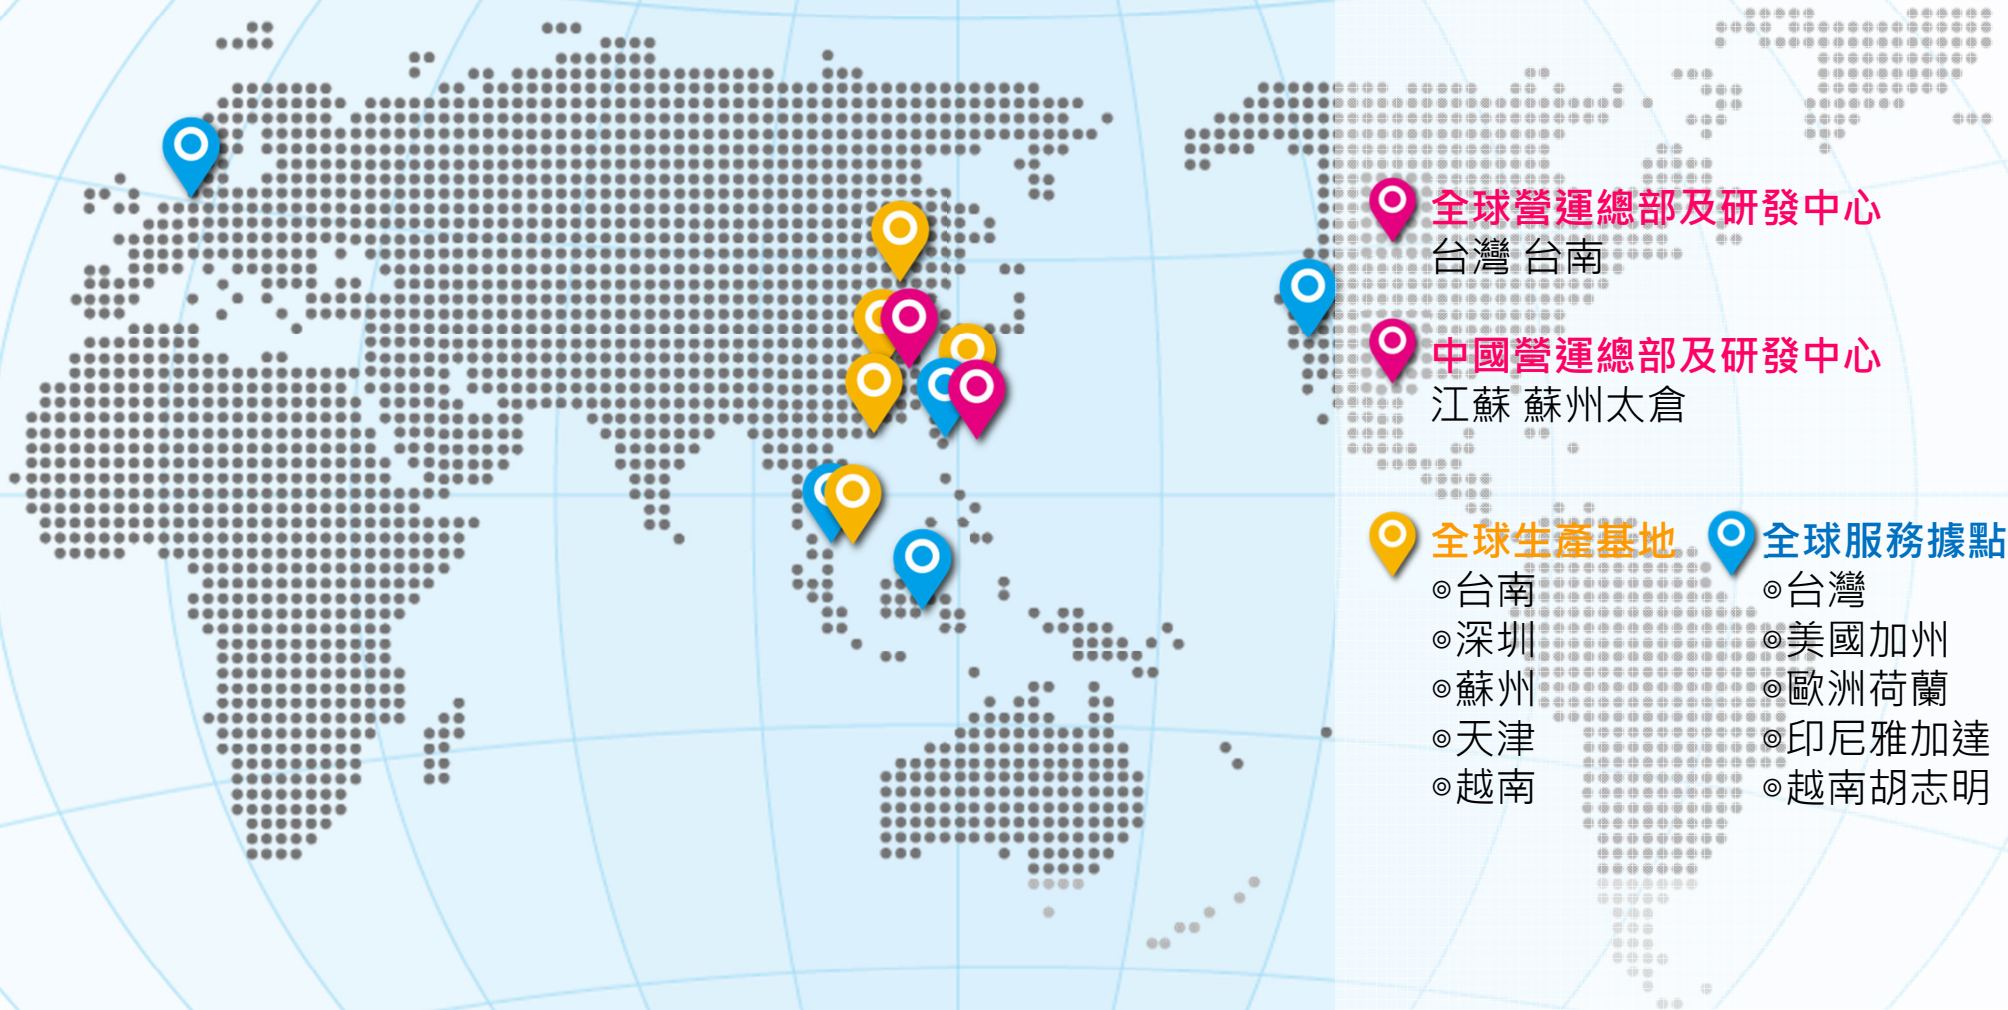 全球營運總部及研發中心
台灣 台南
中國營運總部及研發中心
江蘇 蘇州太倉
全球生產基地
◎台南
◎深圳
◎蘇州
◎天津
◎越南
全球服務據點
◎台灣
◎美國加州
◎歐洲荷蘭
◎印尼雅加達
◎越南胡志明